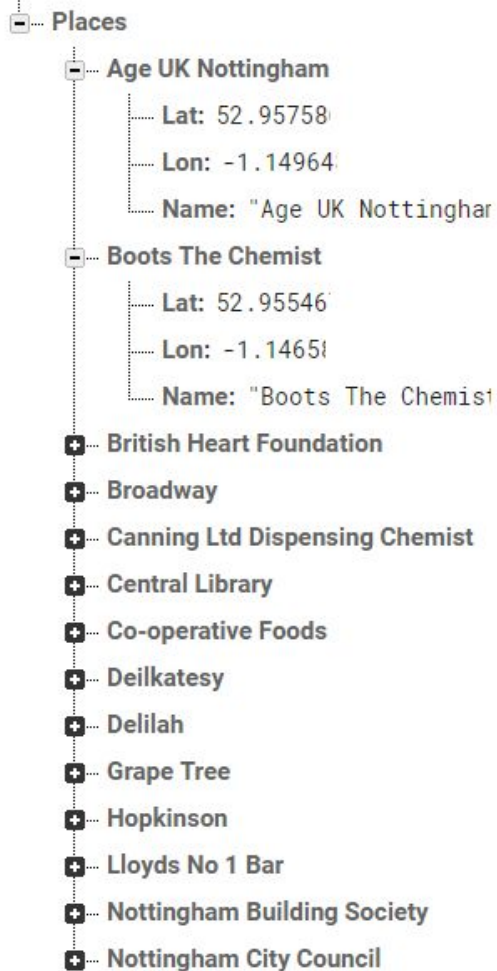 Places
Age UK Nottingham
Lat: 52.95758
Lon: -1.14964
Name: "Age UK
Boots The Chemist
Lat: 52.95546
Lon: -1.1465
Name: "Boots The Chemist
British Heart Foundation
Broadway
Canning Ltd Dispensing Chemist
Central Library
Co-operative Foods
Deilkatesy
Delilah
Grape Tree
Hopkinson
Lloyds No 1 Bar
Nottingham Building Society
Nottingham City Council